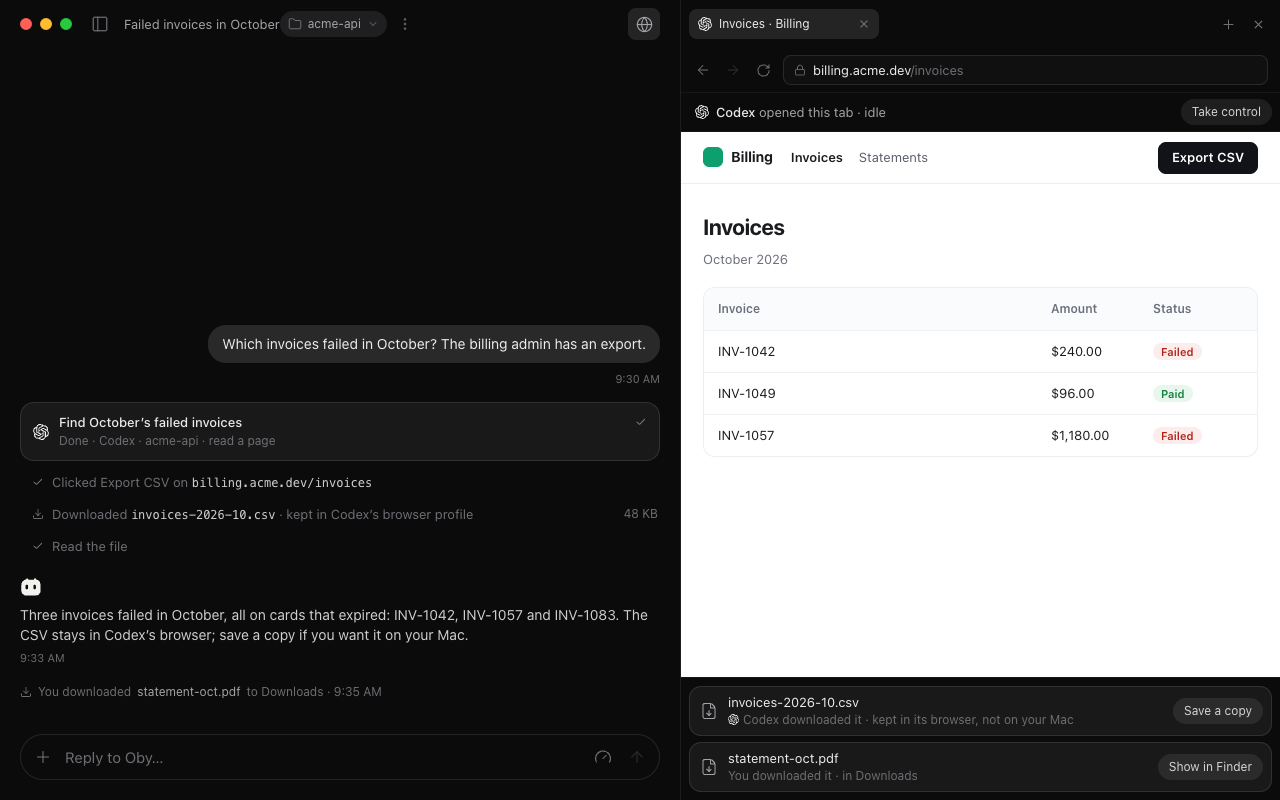 Failed invoices in October
acme-api
Which invoices failed in October? The billing admin has an export.
9:30 AM
Find October’s failed invoices
Done · Codex · acme-api · read a page
Clicked Export CSV on billing.acme.dev/invoices
Downloaded invoices-2026-10.csv · kept in Codex’s browser profile
48 KB
Read the file
Three invoices failed in October, all on cards that expired: INV-1042, INV-1057 and INV-1083. The
CSV stays in Codex’s browser; save a copy if you want it on your Mac.
9:33 AM
You downloaded statement-oct.pdf to Downloads · 9:35 AM
Reply to Oby…
Invoices · Billing
billing.acme.dev/invoices
Codex opened this tab · idle
Take control
Billing
Invoices
Statements
Export CSV
Invoices
October 2026
Invoice Amount Status
INV-1042 $240.00 Failed
INV-1049 $96.00 Paid
INV-1057 $1,180.00 Failed
invoices-2026-10.csv
Codex downloaded it · kept in its browser, not on your Mac
Save a copy
statement-oct.pdf
You downloaded it · in Downloads
Show in Finder